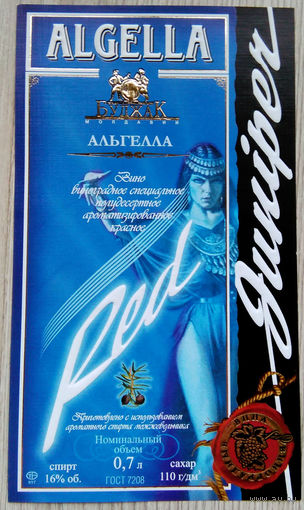 ALGELLA
БУДЖАК
МОЛДАВИИ
АЛЬГЕЛЛА
Вино
виноградное специальное
полудесертное
ароматизированное
красное
Red
Juniper
Приготовлено с использованием
ароматного спирта можжевельника
Номинальный
объем
спирт
16% об.
0,7 л
ГОСТ 7208
сахар
110 г/дм³